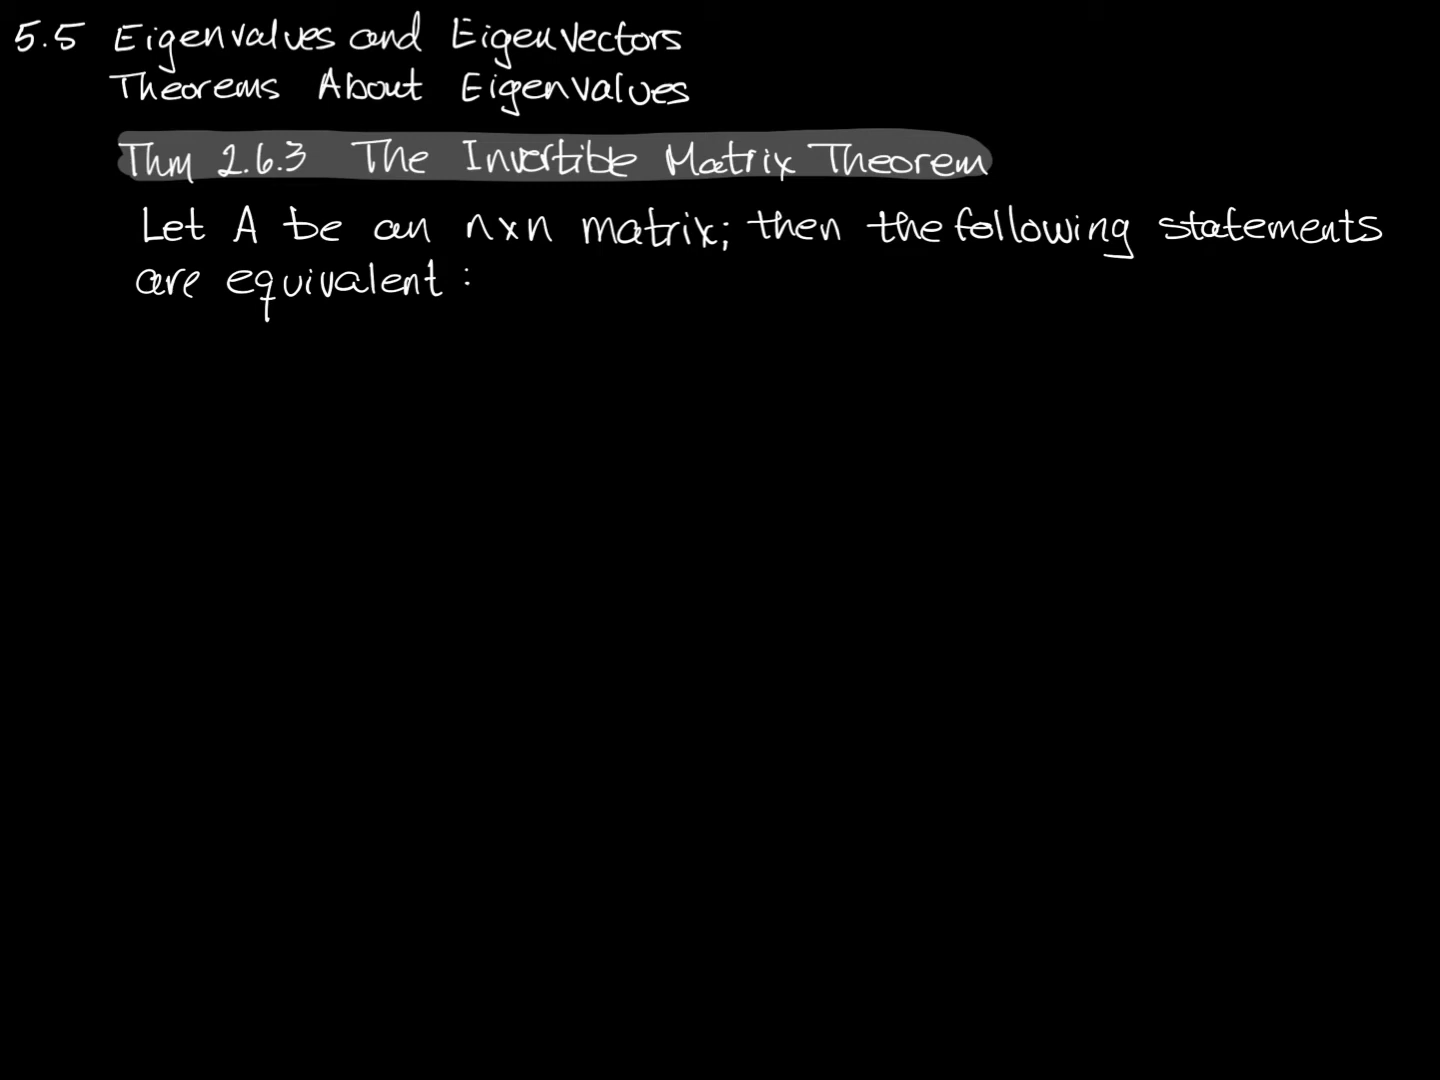 5.5 Eigenvalues and Eigenvectors
Theorems About Eigenvalues
Thm 2.6.3 The Invertible Matrix Theorem
Let A be an n×n matrix; then the following statements
are equivalent: